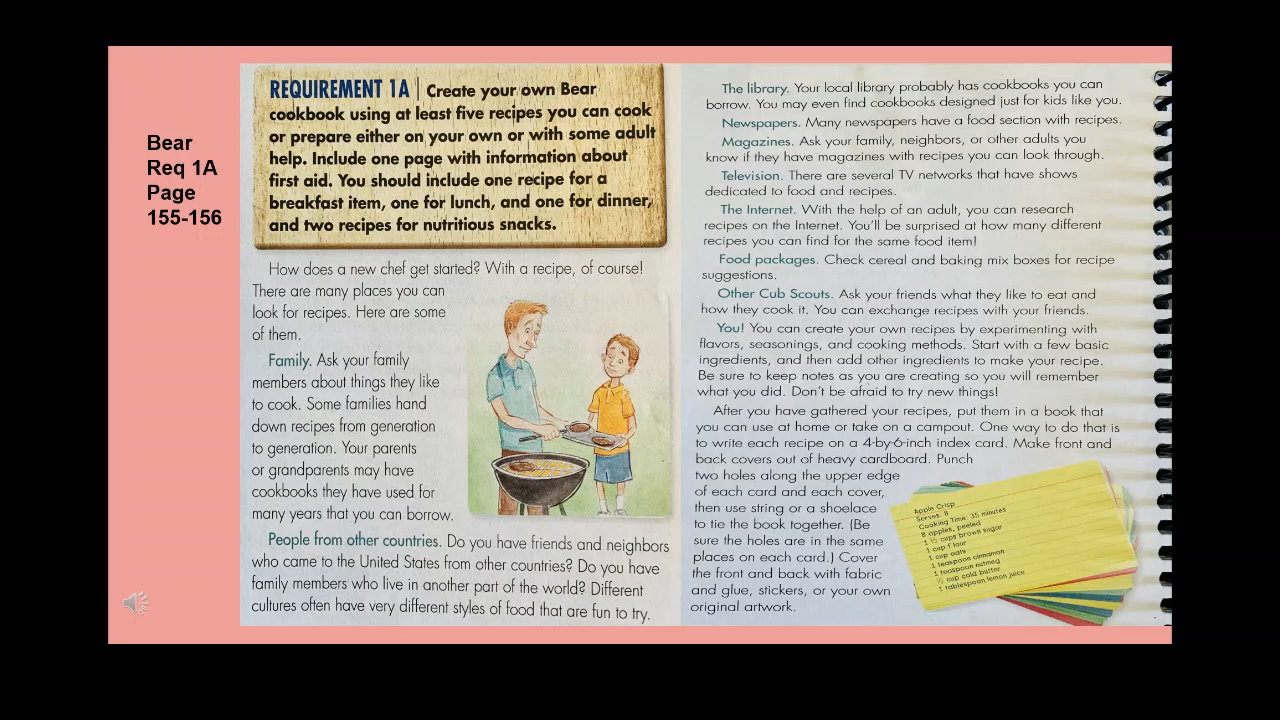 Bear
Req 1A
Page
155-156
REQUIREMENT 1A | Create your own Bear
cookbook using at least five recipes you can cook
or prepare either on your own or with some adult
help. Include one page with information about
first aid. You should include one recipe for a
breakfast item, one for lunch, and one for dinner,
and two recipes for nutritious snacks.
How does a new chef get started? With a recipe, of course!
There are many places you can
look for recipes. Here are some
of them.
Family. Ask your family
members about things they like
to cook. Some families hand
down recipes from generation
to generation. Your parents
or grandparents may have
cookbooks they have used for
many years that you can borrow.
People from other countries. Do you have friends and neighbors
who came to the United States from other countries? Do you have
family members who live in another part of the world? Different
cultures often have very different styles of food that are fun to try.
The library. Your local library probably has cookbooks you can
borrow. You may even find cookbooks designed just for kids like you.
Newspapers. Many newspapers have a food section with recipes.
Magazines. Ask your family, neighbors, or other adults you
know if they have magazines with recipes you can look through.
Television. There are several TV networks that have shows
dedicated to food and recipes.
The Internet. With the help of an adult, you can research
recipes on the Internet. You'll be surprised at how many different
recipes you can find for the same food item!
Food packages. Check cereal and baking mix boxes for recipe
suggestions.
Other Cub Scouts. Ask your friends what they like to eat and
how they cook it. You can exchange recipes with your friends.
You! You can create your own recipes by experimenting with
flavors, seasonings, and cooking methods. Start with a few basic
ingredients, and then add other ingredients to make your recipe.
Be sure to keep notes as you are creating so you will remember
what you did. Don't be afraid to try new things!
After you have gathered your recipes, put them in a book that
you can use at home or take on a campout. One way to do that is
to write each recipe on a 4-by-6-inch index card. Make front and
back covers out of heavy cardboard. Punch
two holes along the upper edge
of each card and each cover,
then tie string or a shoelace
to tie the book together. (Be
sure the holes are in the same
places on each card.) Cover
the front and back with fabric
and glue, stickers, or your own
original artwork.
Apple Crisp
Serves: 8
Cooking Time: 35 minutes
8 apples, peeled
1 ½ cups brown sugar
1 cup flour
1 cup oats
1 teaspoon cinnamon
1 teaspoon nutmeg
½ cup cold butter
1 tablespoon lemon juice